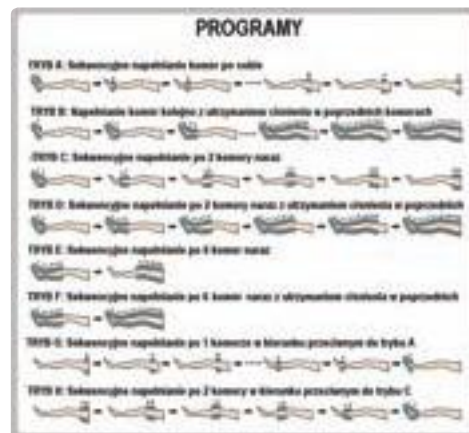 PROGRAMY
TRYB A: Sekwencyjne napełnianie komór po sobie
TRYB B: Napełnianie komór kolejno z utrzymaniem ciśnienia w poprzednich komorach
TRYB C: Sekwencyjne napełnianie po 2 komory naraz
TRYB D: Sekwencyjne napełnianie po 2 komory naraz z utrzymaniem ciśnienia w poprzednich
TRYB E: Sekwencyjne napełnianie po komór naraz
TRYB F: Sekwencyjne napełnianie po komór naraz z utrzymaniem ciśnienia w poprzednich
TRYB G: Sekwencyjne napełnianie po 1 komorze w kierunku przeciwnym do trybu A
TRYB H: Sekwencyjne napełnianie po 2 komory w kierunku przeciwnym do trybu C